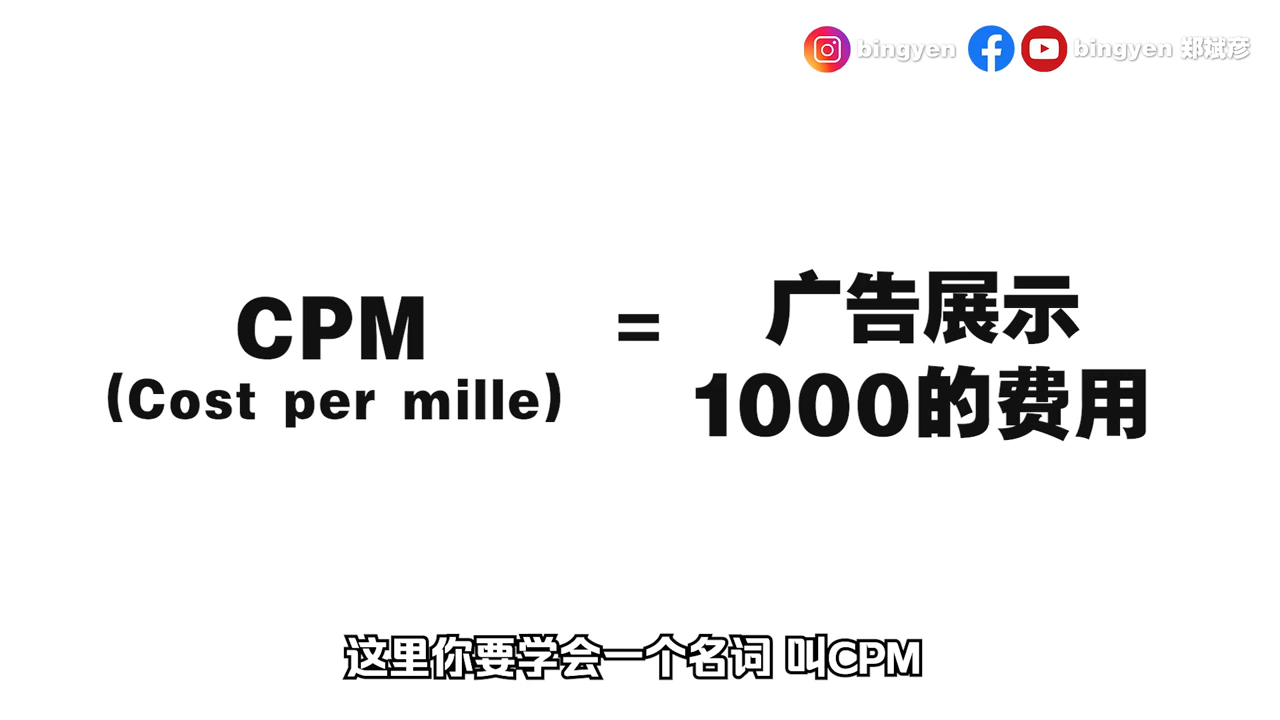 bingyen
bingyen 郑斌彦
CPM
(Cost per mille)
=
广告展示
1000的费用
这里你要学会一个名词 叫CPM